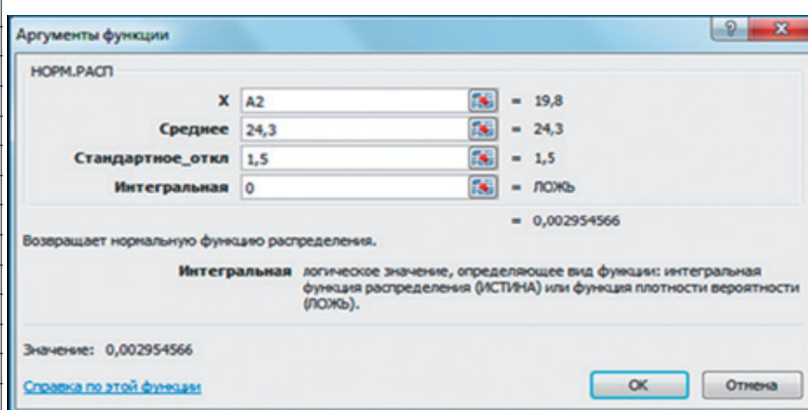 Аргументы функции
НОРМ.РАСП
X A2 = 19,8
Среднее 24,3 = 24,3
Стандартное_откл 1,5 = 1,5
Интегральная 0 = ЛОЖЬ
= 0,002954566
Возвращает нормальную функцию распределения.
Интегральная логическое значение, определяющее вид функции: интегральная
функция распределения (ИСТИНА) или функция плотности вероятности
(ЛОЖЬ).
Значение: 0,002954566
Справка по этой функции ОК Отмена